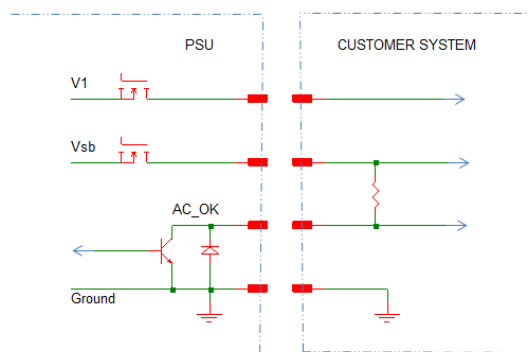 PSU
CUSTOMER SYSTEM
V1
Vsb
AC_OK
Ground